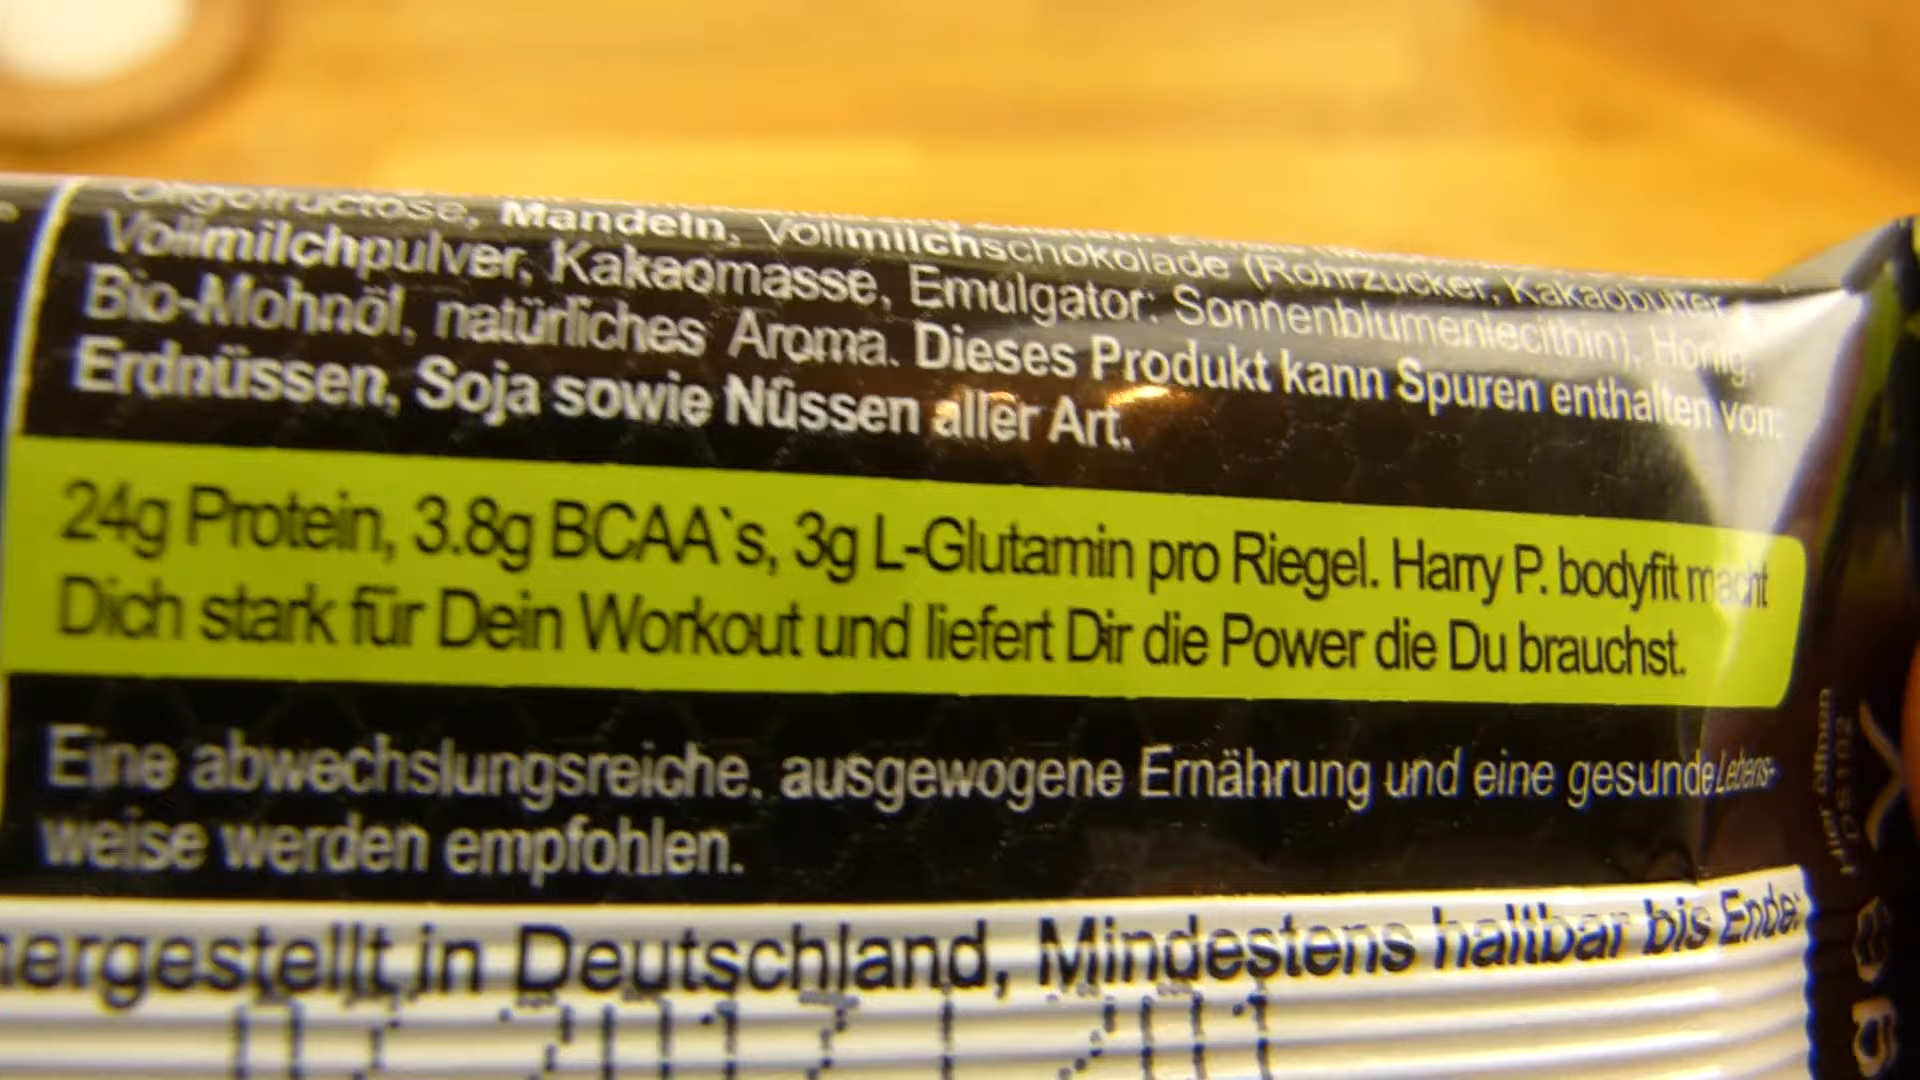 Oligofructose, Mandeln, Vollmilchschokolade (Rohrzucker, Kakaobutter,
Vollmilchpulver, Kakaomasse, Emulgator: Sonnenblumenlecithin), Honig,
Bio-Mohnöl, natürliches Aroma. Dieses Produkt kann Spuren enthalten von:
Erdnüssen, Soja sowie Nüssen aller Art.
24g Protein, 3.8g BCAA`s, 3g L-Glutamin pro Riegel. Harry P. bodyfit macht
Dich stark für Dein Workout und liefert Dir die Power die Du brauchst.
Eine abwechslungsreiche, ausgewogene Ernährung und eine gesunde Lebens-
weise werden empfohlen.
hergestellt in Deutschland, Mindestens haltbar bis Ende:
Hier öffnen